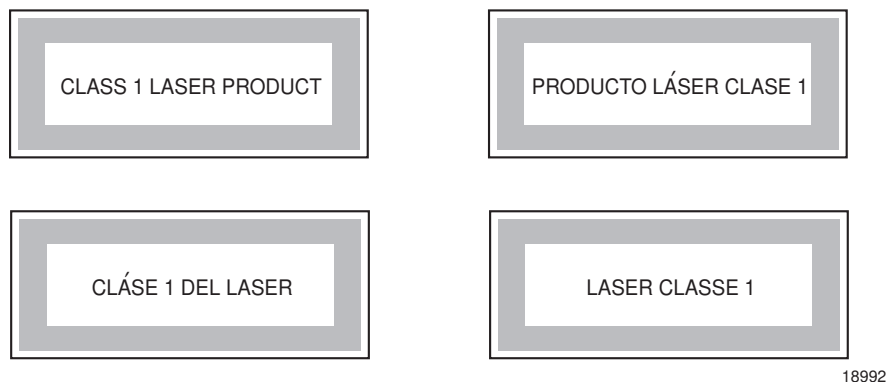 CLASS 1 LASER PRODUCT
PRODUCTO LÁSER CLASE 1
CLÁSE 1 DEL LASER
LASER CLASSE 1
18992